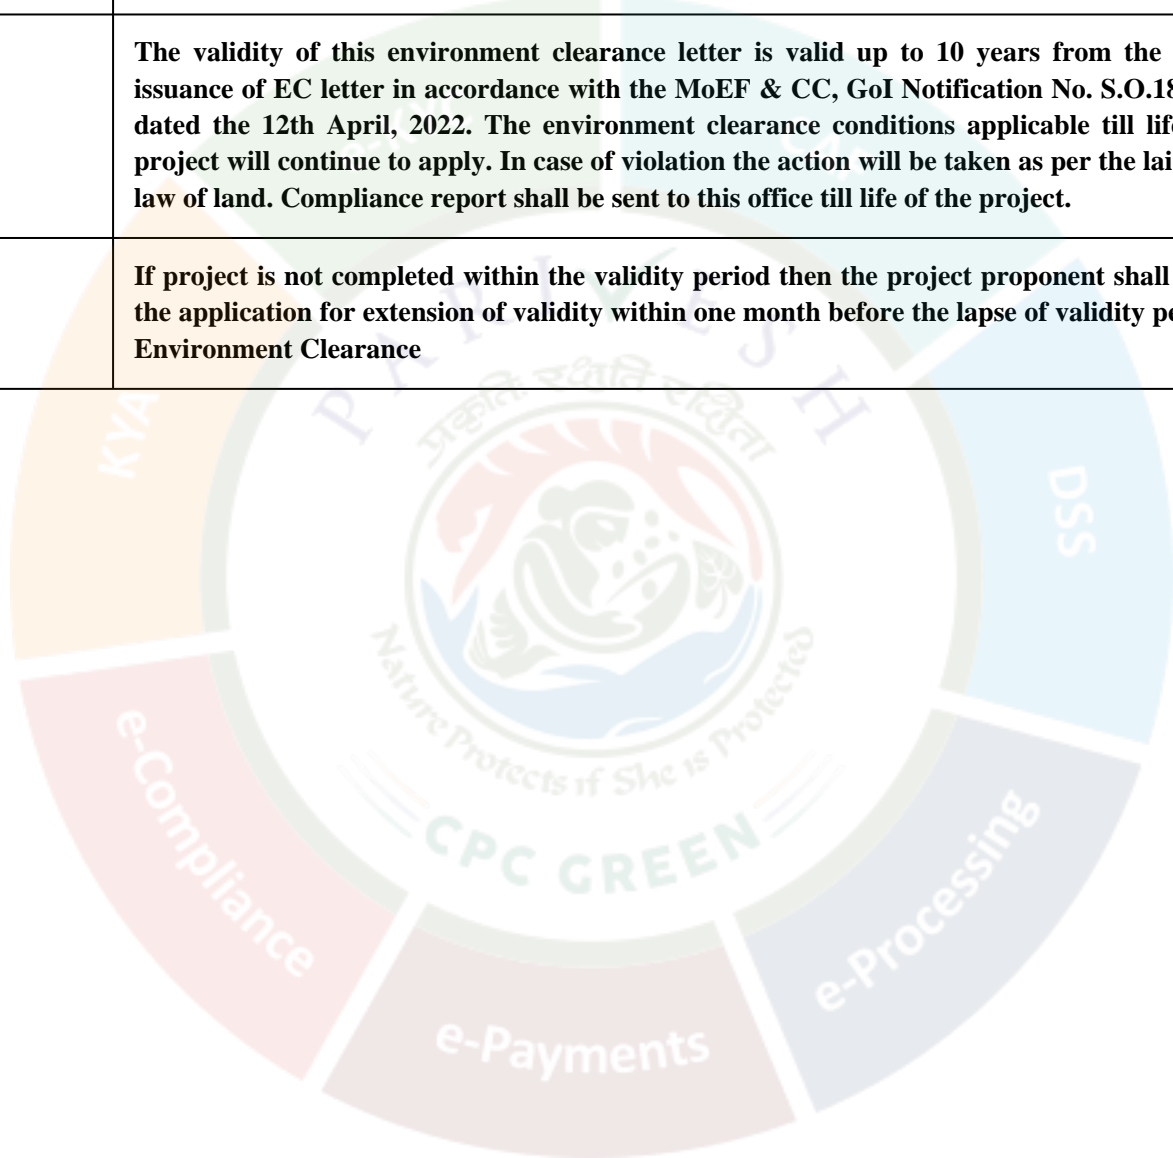 The validity of this environment clearance letter is valid up to 10 years from the
issuance of EC letter in accordance with the MoEF & CC, GoI Notification No. S.O.18
dated the 12th April, 2022. The environment clearance conditions applicable till life
project will continue to apply. In case of violation the action will be taken as per the lai
law of land. Compliance report shall be sent to this office till life of the project.
If project is not completed within the validity period then the project proponent shall
the application for extension of validity within one month before the lapse of validity pe
Environment Clearance
PARIVESH
प्रकृतिः रक्षति रक्षिता
KYA
DSS
Nature Protects if She is Protected
CPC GREEN
e-Compliance
e-Processing
e-Payments